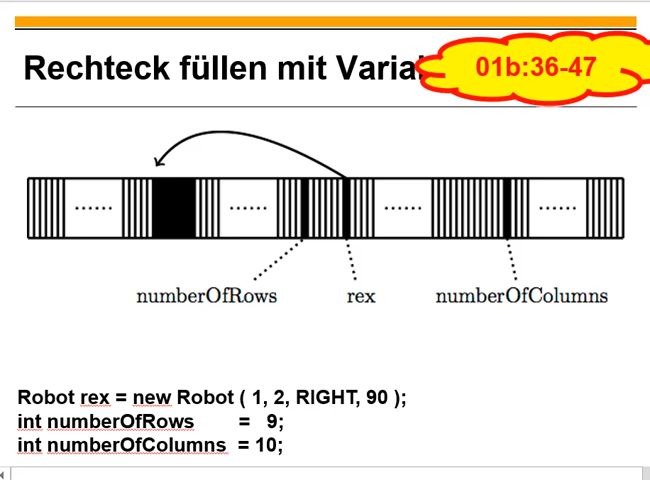 Rechteck füllen mit
01b:36-47
...... ...... ...... ......
numberOfRows rex numberOfColumns
Robot rex = new Robot ( 1, 2, RIGHT, 90 );
int numberOfRows = 9;
int numberOfColumns = 10;